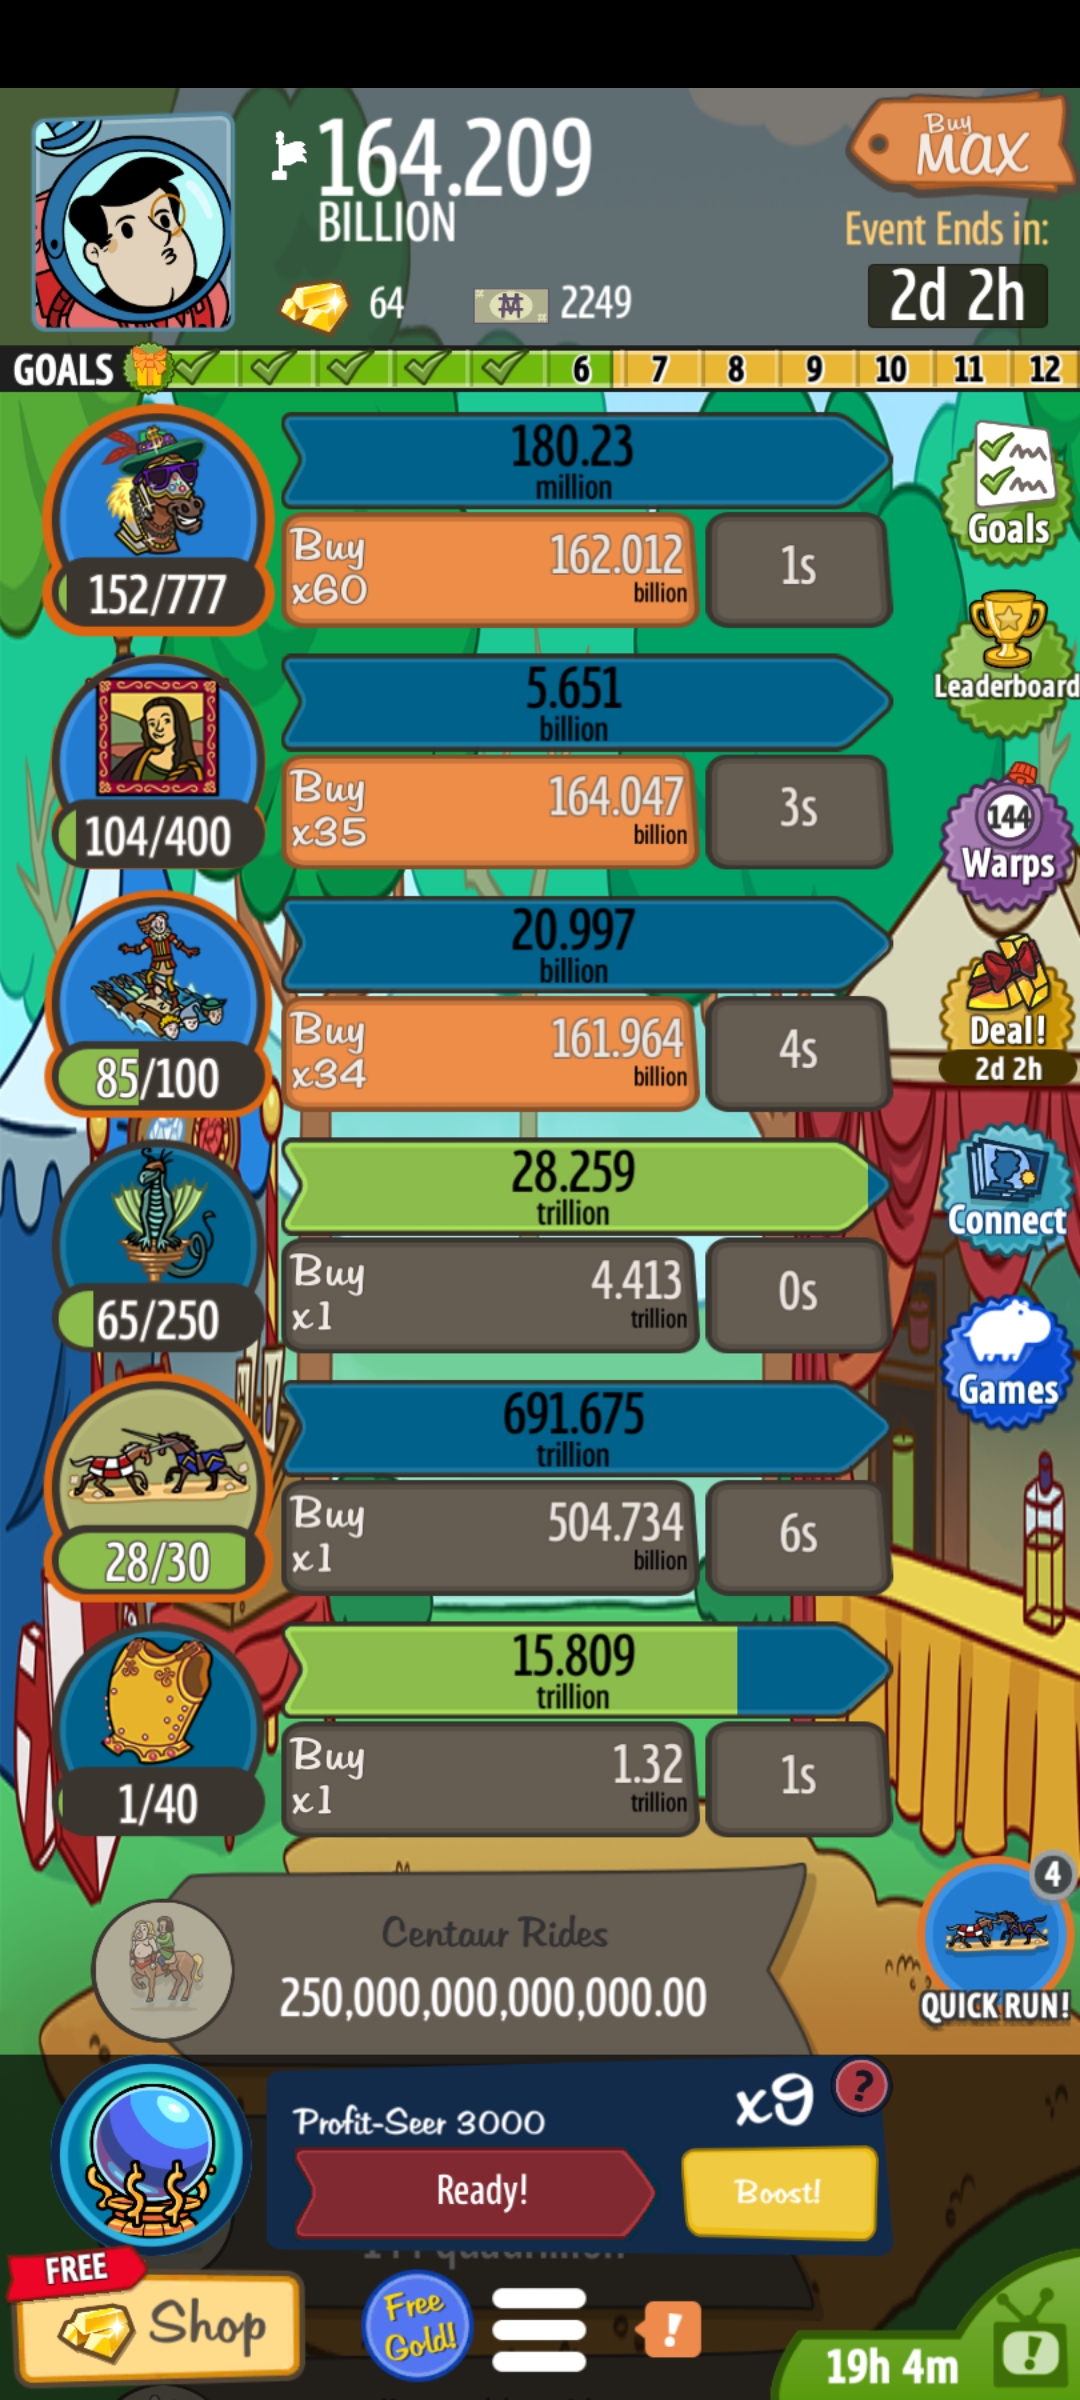 164.209
BILLION
64
2249
Buy
MAX
Event Ends in:
2d 2h
GOALS
6 7 8 9 10 11 12
152/777
180.23
million
Buy
x60
162.012
billion
1s
Goals
104/400
5.651
billion
Buy
x35
164.047
billion
3s
Leaderboard
85/100
20.997
billion
Buy
x34
161.964
billion
4s
144
Warps
Deal!
2d 2h
65/250
28.259
trillion
Buy
x1
4.413
trillion
0s
Connect
28/30
691.675
trillion
Buy
x1
504.734
billion
6s
Games
1/40
15.809
trillion
Buy
x1
1.32
trillion
1s
Centaur Rides
250,000,000,000,000.00
4
QUICK RUN!
Profit-Seer 3000
x9
?
Ready!
Boost!
FREE
Shop
Free
Gold!
!
19h 4m
!